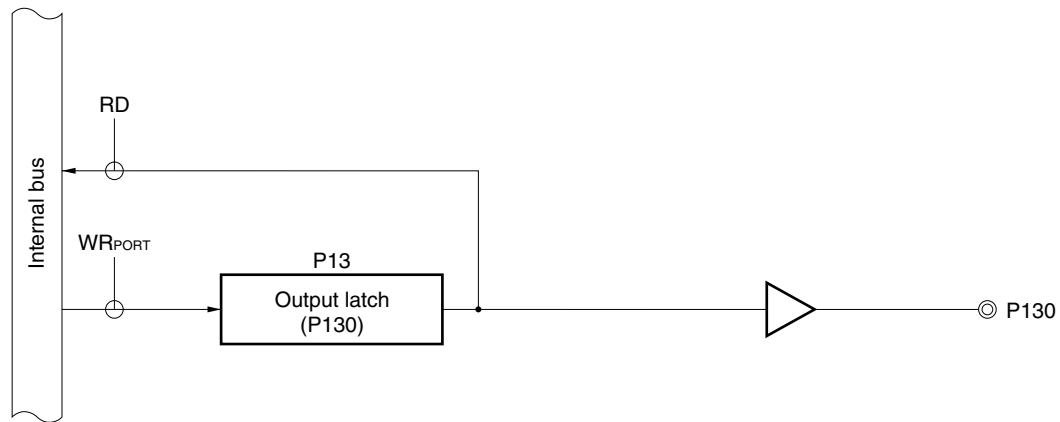 RD
Internal bus
WRPORT
P13
Output latch
(P130)
P130